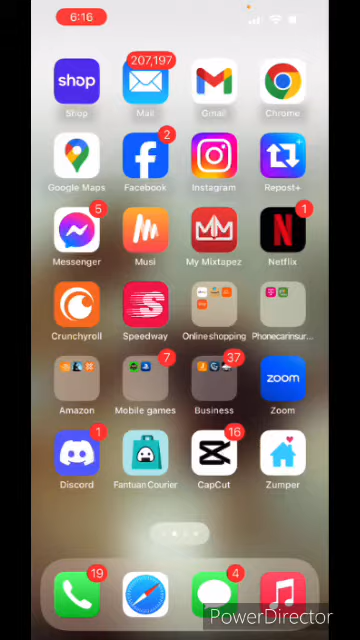 6:16
207,197
shop
Shop
Mail
Gmail
Chrome
2
Google Maps
Facebook
Instagram
Repost+
5
1
Messenger
Musi
My Mixtapez
Netflix
Crunchyroll
Speedway
Online shopping
Phonecarinsur...
7
37
zoom
Amazon
Mobile games
Business
Zoom
1
16
Discord
Fantuan Courier
CapCut
Zumper
19
4
PowerDirector